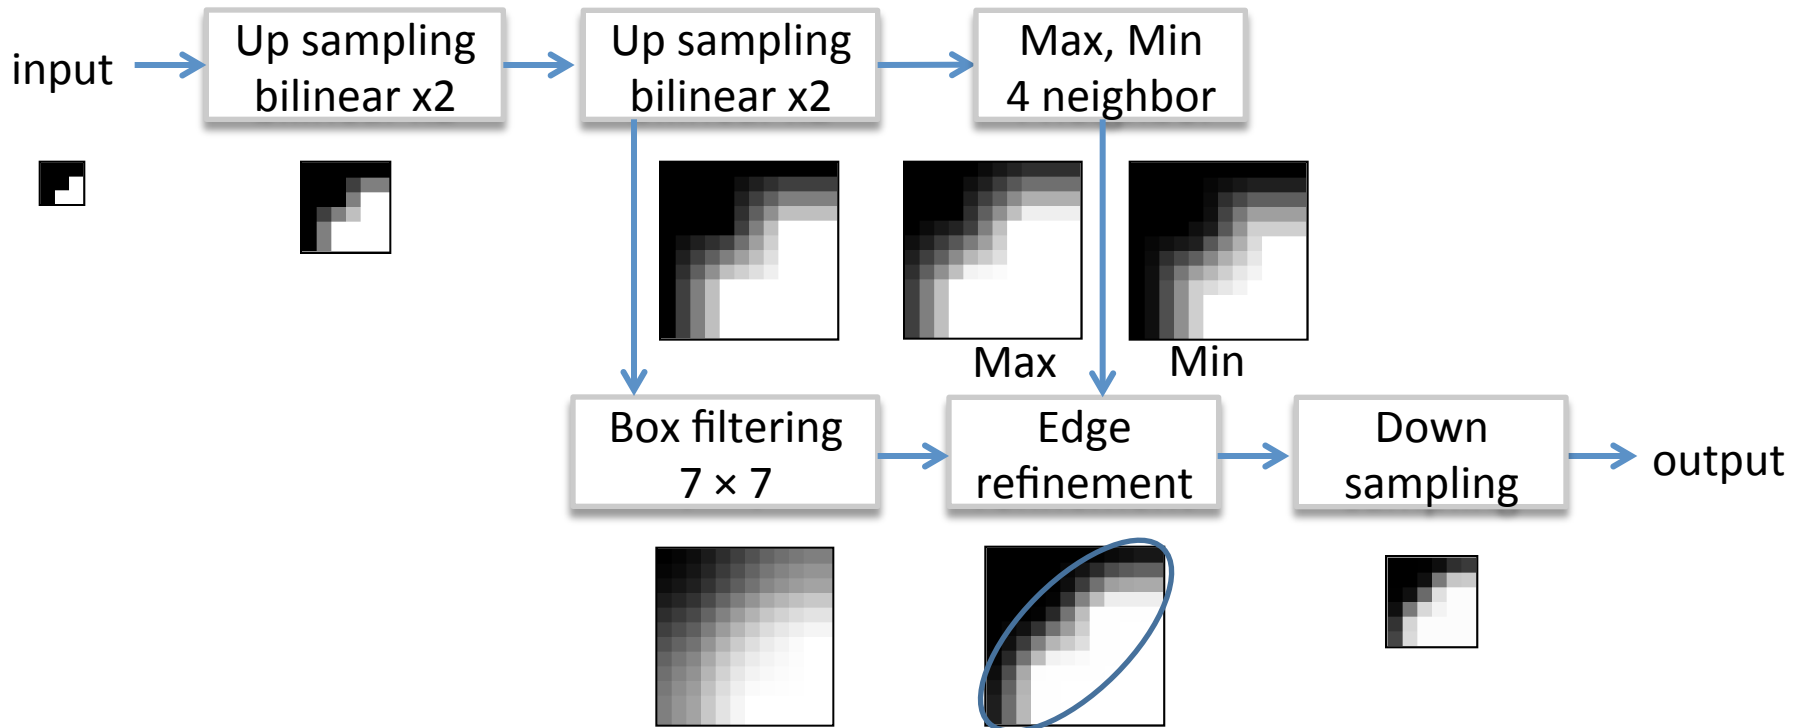 input
Up sampling
bilinear x2
Up sampling
bilinear x2
Max, Min
4 neighbor
Max
Min
Box filtering
7 × 7
Edge
refinement
Down
sampling
output